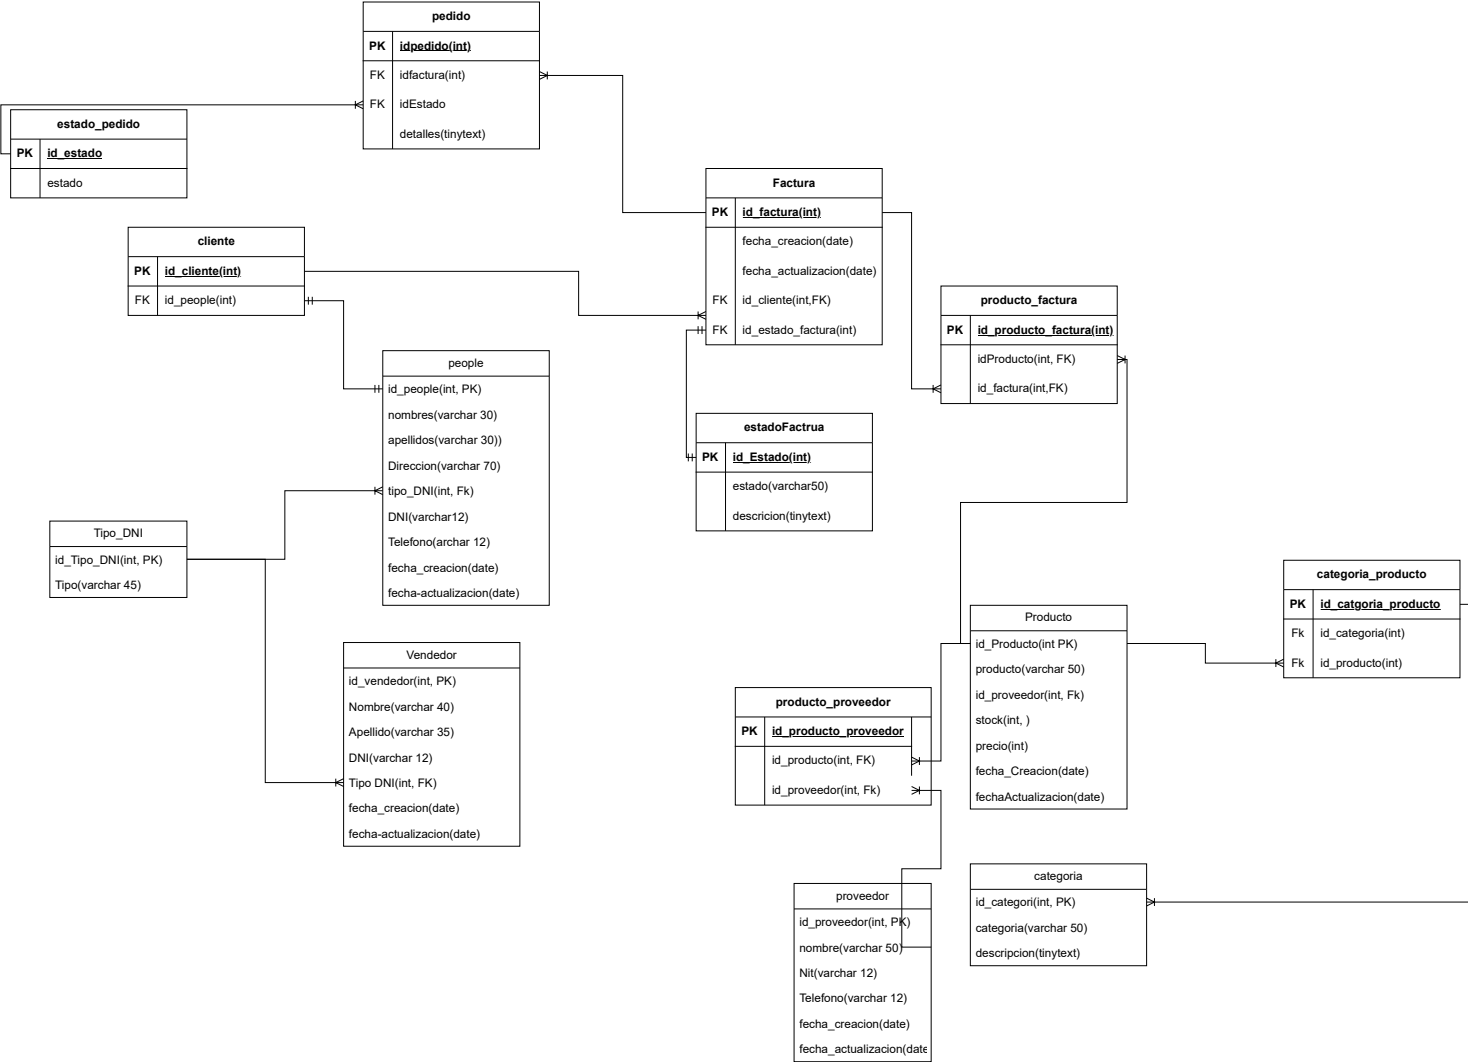 pedido
PK idpedido(int)
FK idfactura(int)
FK idEstado
detalles(tinytext)
estado_pedido
PK id_estado
estado
Factura
PK id_factura(int)
fecha_creacion(date)
fecha_actualizacion(date)
FK id_cliente(int,FK)
FK id_estado_factura(int)
cliente
PK id_cliente(int)
FK id_people(int)
producto_factura
PK id_producto_factura(int)
idProducto(int, FK)
id_factura(int,FK)
people
id_people(int, PK)
nombres(varchar 30)
apellidos(varchar 30))
Direccion(varchar 70)
tipo_DNI(int, Fk)
DNI(varchar12)
Telefono(archar 12)
fecha_creacion(date)
fecha-actualizacion(date)
estadoFactrua
PK id_Estado(int)
estado(varchar50)
descricion(tinytext)
Tipo_DNI
id_Tipo_DNI(int, PK)
Tipo(varchar 45)
categoria_producto
PK id_catgoria_producto
Fk id_categoria(int)
Fk id_producto(int)
Producto
id_Producto(int PK)
producto(varchar 50)
id_proveedor(int, Fk)
stock(int, )
precio(int)
fecha_Creacion(date)
fechaActualizacion(date)
Vendedor
id_vendedor(int, PK)
Nombre(varchar 40)
Apellido(varchar 35)
DNI(varchar 12)
Tipo DNI(int, FK)
fecha_creacion(date)
fecha-actualizacion(date)
producto_proveedor
PK id_producto_proveedor
id_producto(int, FK)
id_proveedor(int, Fk)
proveedor
id_proveedor(int, PK)
nombre(varchar 50)
Nit(varchar 12)
Telefono(varchar 12)
fecha_creacion(date)
fecha_actualizacion(date
categoria
id_categori(int, PK)
categoria(varchar 50)
descripcion(tinytext)